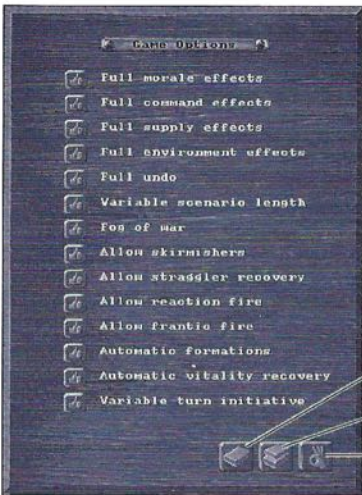 Game Options
Full morale effects
Full command effects
Full supply effects
Full environment effects
Full undo
Variable scenario length
Fog of war
Allow skirmishers
Allow straggler recovery
Allow reaction fire
Allow frantic fire
Automatic formations
Automatic vitality recovery
Variable turn initiative